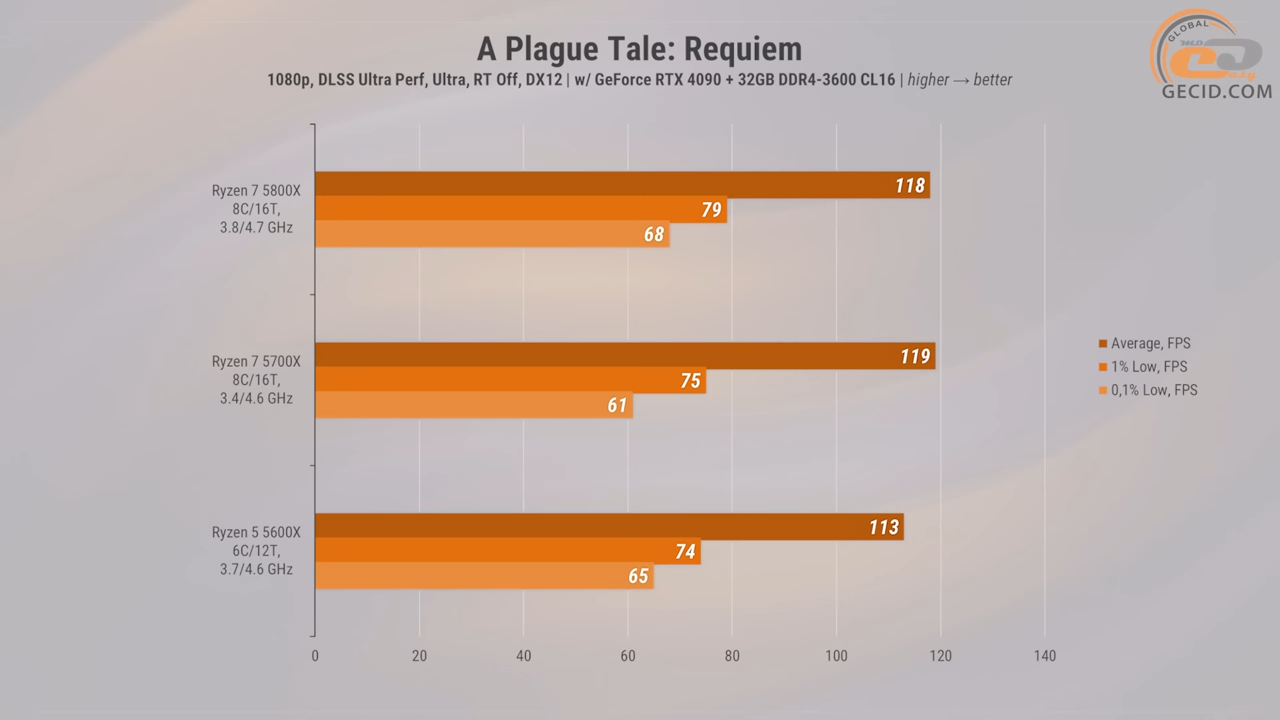 A Plague Tale: Requiem
1080p, DLSS Ultra Perf, Ultra, RT Off, DX12 | w/ GeForce RTX 4090 + 32GB DDR4-3600 CL16 | higher → better
GLOBAL
GECID.COM
Ryzen 7 5800X
8C/16T,
3.8/4.7 GHz
118
79
68
Ryzen 7 5700X
8C/16T,
3.4/4.6 GHz
119
75
61
Ryzen 5 5600X
6C/12T,
3.7/4.6 GHz
113
74
65
Average, FPS
1% Low, FPS
0,1% Low, FPS
0 20 40 60 80 100 120 140